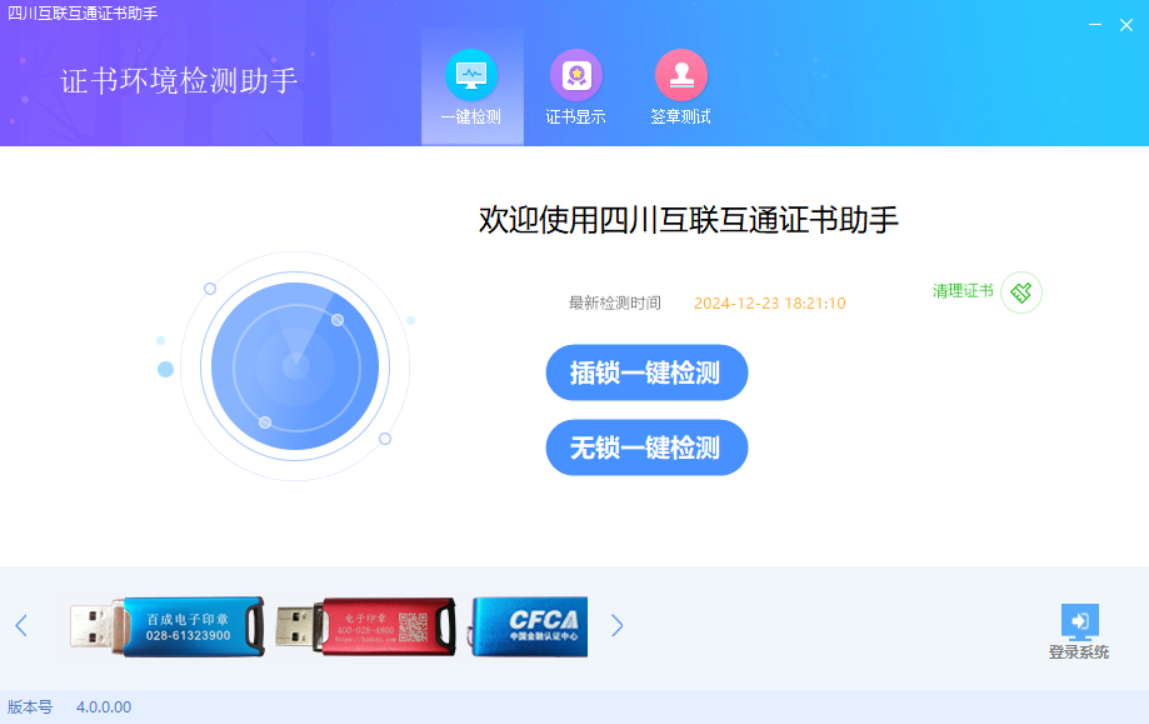 四川互联互通证书助手
证书环境检测助手
一键检测
证书显示
签章测试
欢迎使用四川互联互通证书助手
最新检测时间 2024-12-23 18:21:10
清理证书
插锁一键检测
无锁一键检测
百成电子印章
028-61323900
电子印章
400-028-4800
CFCA
中国金融认证中心
登录系统
版本号 4.0.0.00